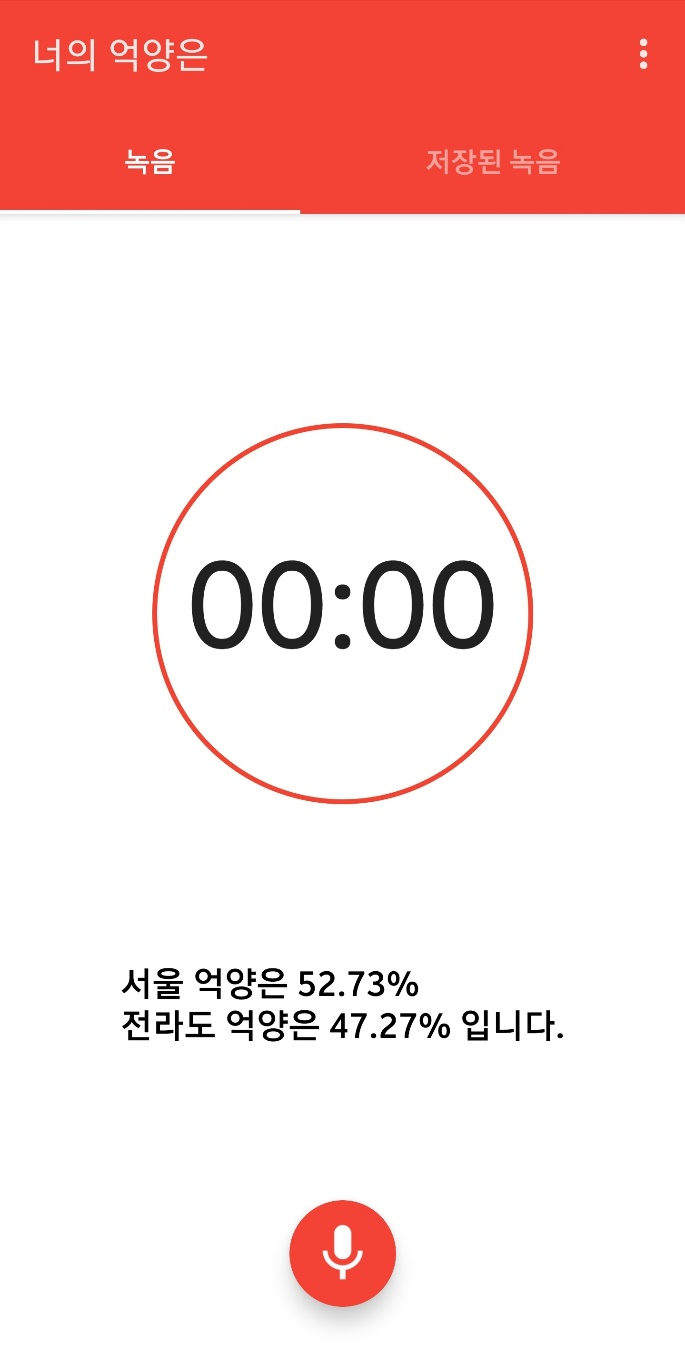 너의 억양은
녹음
저장된 녹음
00:00
서울 억양은 52.73%
전라도 억양은 47.27% 입니다.